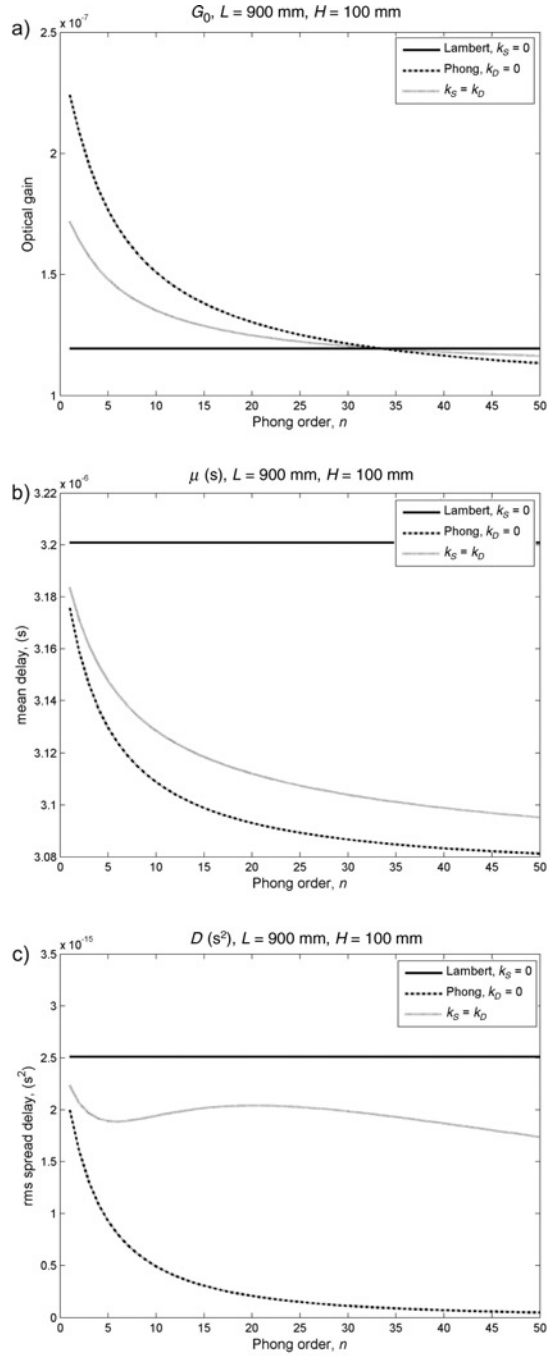 a)
G0, L = 900 mm, H = 100 mm
x 10-7
2.5
2
1.5
1
Optical gain
Lambert, kS = 0
Phong, kD = 0
kS = kD
0 5 10 15 20 25 30 35 40 45 50
Phong order, n
b)
μ (s), L = 900 mm, H = 100 mm
x 10-6
3.22
3.2
3.18
3.16
3.14
3.12
3.1
3.08
mean delay, (s)
Lambert, kS = 0
Phong, kD = 0
kS = kD
0 5 10 15 20 25 30 35 40 45 50
Phong order, n
c)
D (s²), L = 900 mm, H = 100 mm
x 10-15
3.5
3
2.5
2
1.5
1
0.5
0
rms spread delay, (s²)
Lambert, kS = 0
Phong, kD = 0
kS = kD
0 5 10 15 20 25 30 35 40 45 50
Phong order, n